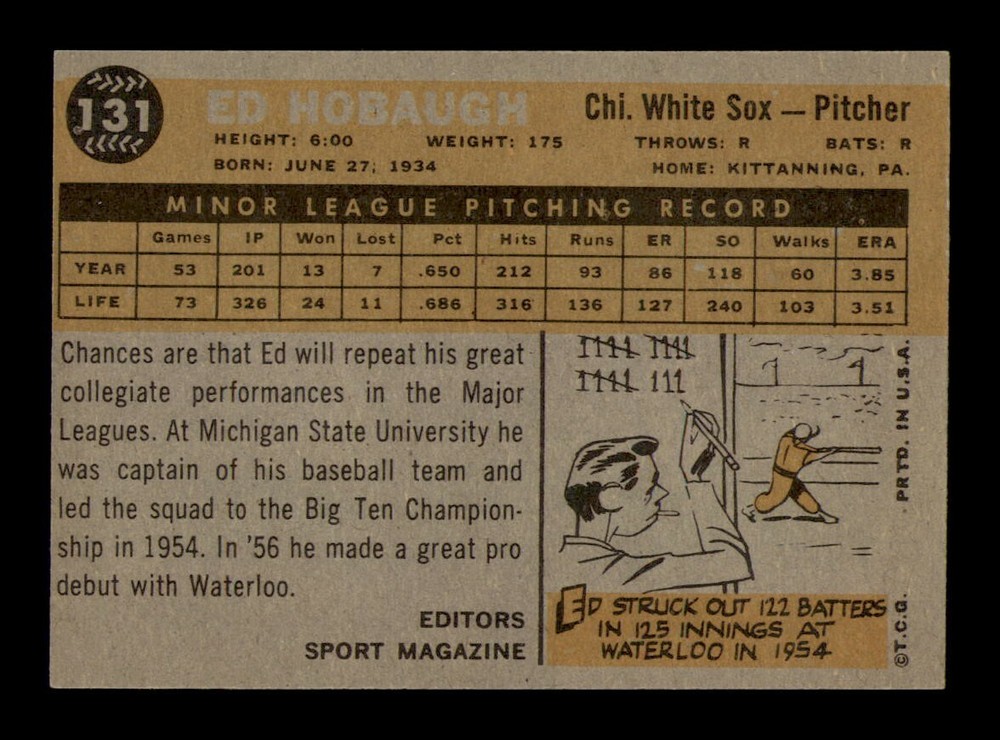 131
ED HOBAUGH
Chi. White Sox — Pitcher
HEIGHT: 6:00 WEIGHT: 175 THROWS: R BATS: R
BORN: JUNE 27, 1934 HOME: KITTANNING, PA.
MINOR LEAGUE PITCHING RECORD
Games IP Won Lost Pct Hits Runs ER SO Walks ERA
YEAR 53 201 13 7 .650 212 93 86 118 60 3.85
LIFE 73 326 24 11 .686 316 136 127 240 103 3.51
Chances are that Ed will repeat his great
collegiate performances in the Major
Leagues. At Michigan State University he
was captain of his baseball team and
led the squad to the Big Ten Champion-
ship in 1954. In '56 he made a great pro
debut with Waterloo.
EDITORS
SPORT MAGAZINE
1 1
ED STRUCK OUT 122 BATTERS
IN 125 INNINGS AT
WATERLOO IN 1954
©T.C.G. PRTD. IN U.S.A.